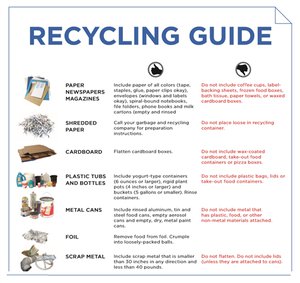 RECYCLING GUIDE
PAPER
NEWSPAPERS
MAGAZINES
Include paper of all colors (tape,
staples, glue, paper clips okay),
envelopes (windows and labels
okay), spiral-bound notebooks,
file folders, phone books and milk
cartons (empty and rinsed
Do not include coffee cups, label-
backing sheets, frozen food boxes,
bath tissue, paper towels, or waxed
cardboard boxes
SHREDDED
PAPER
Call your garbage and recycling
company for preparation
instructions.
Do not place loose in recycling
container
CARDBOARD
Flatten cardboard boxes.
Do not include wax-coated
cardboard, take-out food
containers or pizza boxes
PLASTIC TUBS
AND BOTTLES
Include yogurt-type containers
(6 ounces or larger), rigid plant
pots (4 inches or larger) and
buckets (5 gallons or smaller). Rinse
containers.
Do not include plastic bags, lids or
take-out food containers.
METAL CANS
Include rinsed aluminum, tin and
steel food cans, empty aerosol
cans and empty, dry, metal paint
cans.
Do not include metal that
has plastic, food, or other
non-metal materials attached.
FOIL
Remove food from foil. Crumple
into loosely-packed balls.
SCRAP METAL
Include scrap metal that is smaller
than 30 inches in any direction and
less than 40 pounds.
Do not flatten. Do not include lids
(unless they are attached to cans).